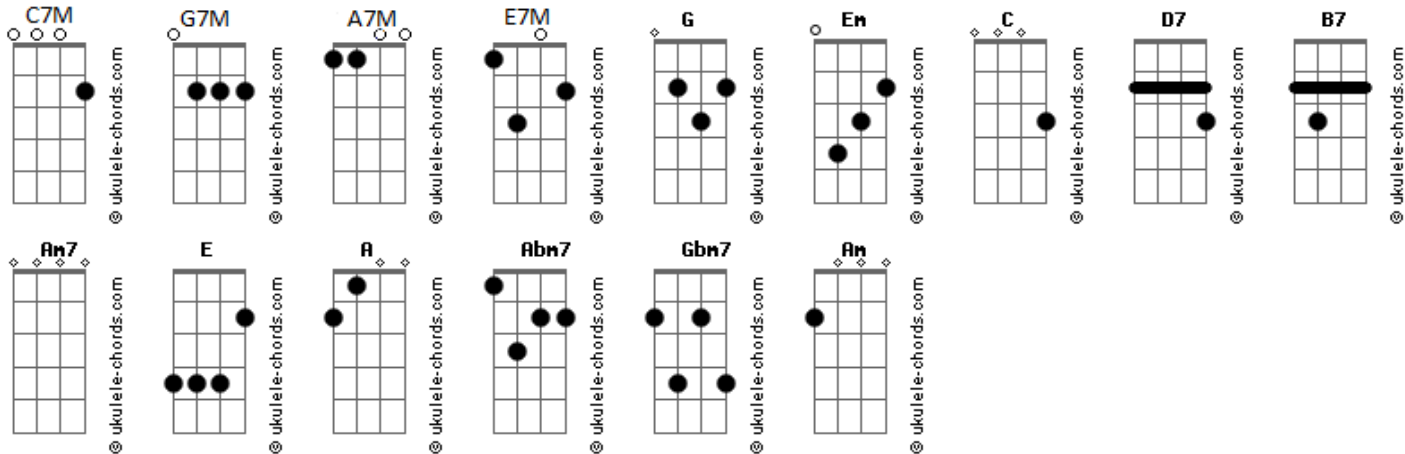 C7M G7M A7M E7M G Em C D7 B7
© ukulele-chords.com © ukulele-chords.com © ukulele-chords.com © ukulele-chords.com © ukulele-chords.com © ukulele-chords.com © ukulele-chords.com © ukulele-chords.com © ukulele-chords.com
Am7 E A Abm7 Gbm7 Am
© ukulele-chords.com © ukulele-chords.com © ukulele-chords.com © ukulele-chords.com © ukulele-chords.com © ukulele-chords.com